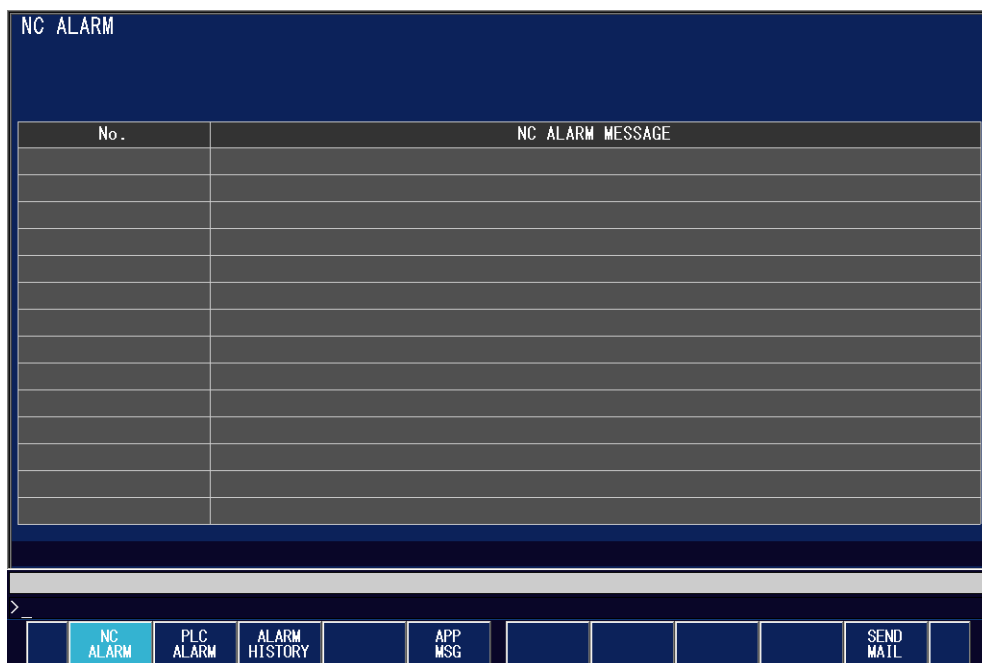 NC ALARM
No. NC ALARM MESSAGE
>_
NC ALARM PLC ALARM ALARM HISTORY APP MSG SEND MAIL